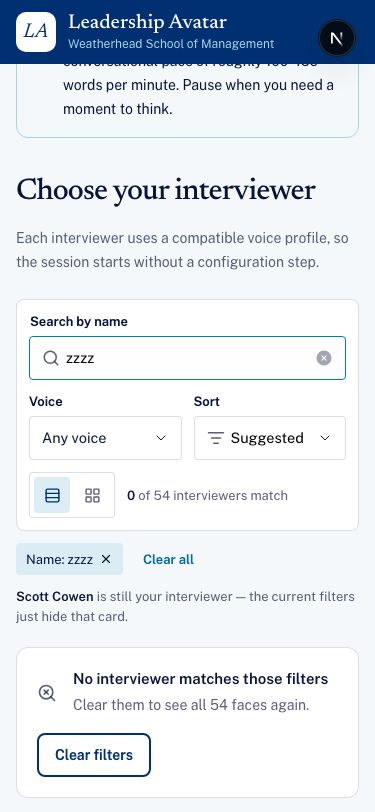 LA
Leadership Avatar
Weatherhead School of Management
N
words per minute. Pause when you need a
moment to think.
Choose your interviewer
Each interviewer uses a compatible voice profile, so
the session starts without a configuration step.
Search by name
zzzz
Voice
Sort
Any voice
Suggested
0 of 54 interviewers match
Name: zzzz
Clear all
Scott Cowen is still your interviewer — the current filters
just hide that card.
No interviewer matches those filters
Clear them to see all 54 faces again.
Clear filters